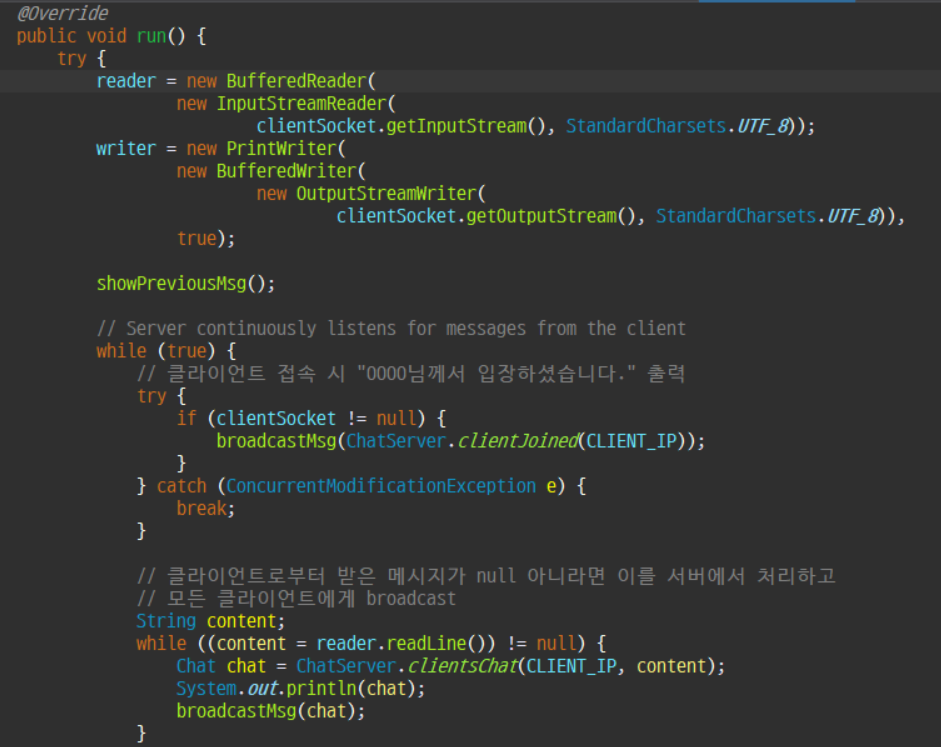 @Override
public void run() {
try {
reader = new BufferedReader(
new InputStreamReader(
clientSocket.getInputStream(), StandardCharsets.UTF_8));
writer = new PrintWriter(
new BufferedWriter(
new OutputStreamWriter(
clientSocket.getOutputStream(), StandardCharsets.UTF_8)),
true);
showPreviousMsg();
// Server continuously listens for messages from the client
while (true) {
// 클라이언트 접속 시 "OOOO님께서 입장하셨습니다." 출력
try {
if (clientSocket != null) {
broadcastMsg(ChatServer.clientJoined(CLIENT_IP));
}
} catch (ConcurrentModificationException e) {
break;
}
// 클라이언트로부터 받은 메시지가 null 아니라면 이를 서버에서 처리하고
// 모든 클라이언트에게 broadcast
String content;
while ((content = reader.readLine()) != null) {
Chat chat = ChatServer.clientsChat(CLIENT_IP, content);
System.out.println(chat);
broadcastMsg(chat);
}